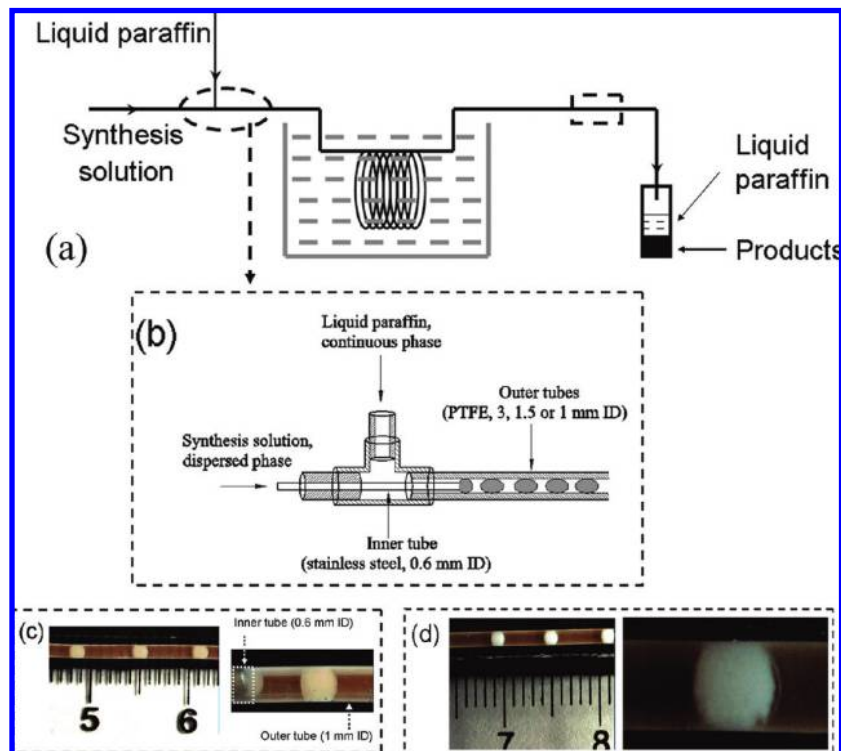 Liquid paraffin
Synthesis
solution
(a)
Liquid
paraffin
Products
(b)
Liquid paraffin,
continuous phase
Outer tubes
(PTFE, 3, 1.5 or 1 mm ID)
Synthesis solution,
dispersed phase
Inner tube
(stainless steel, 0.6 mm ID)
(c)
Inner tube (0.6 mm ID)
5 6
Outer tube (1 mm ID)
(d)
7 8